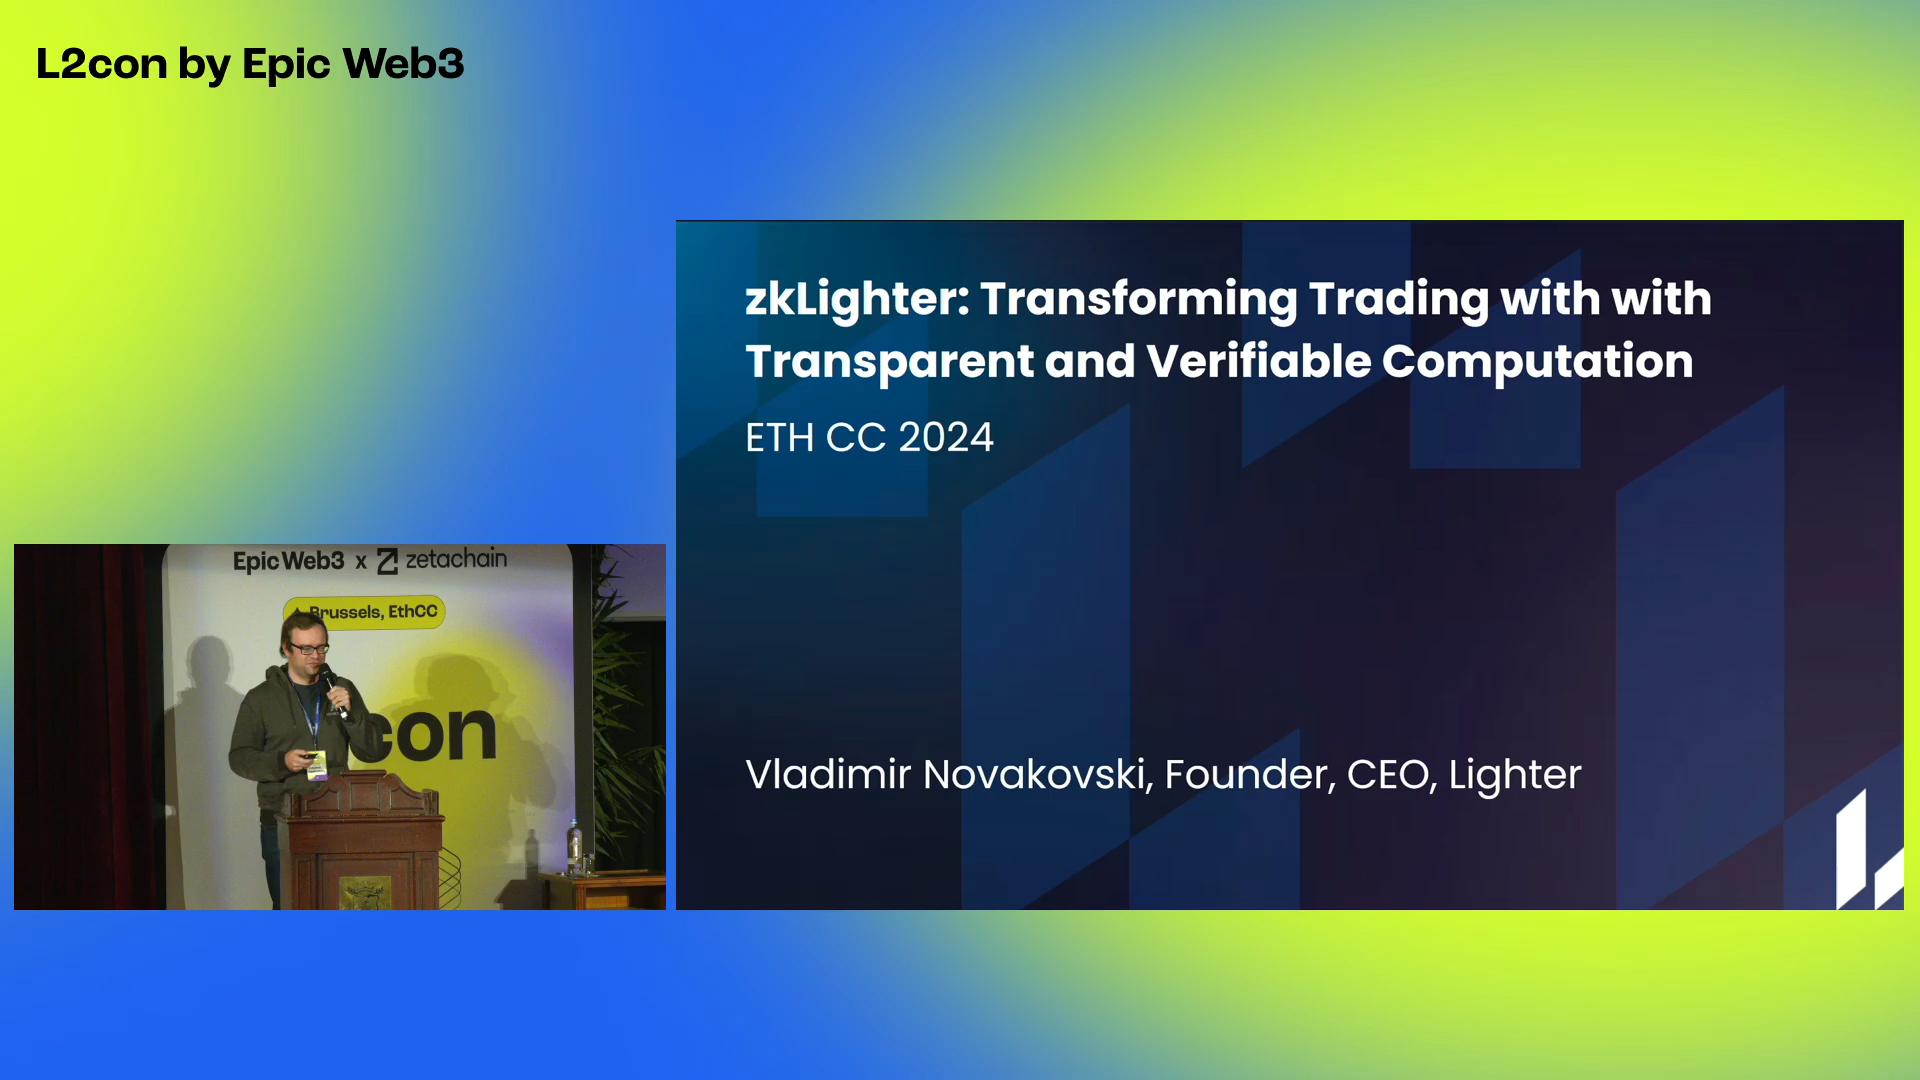 L2con by Epic Web3
zkLighter: Transforming Trading with with
Transparent and Verifiable Computation
ETH CC 2024
Vladimir Novakovski, Founder, CEO, Lighter
Epic Web3 x zetachain
Brussels, EthCC
con